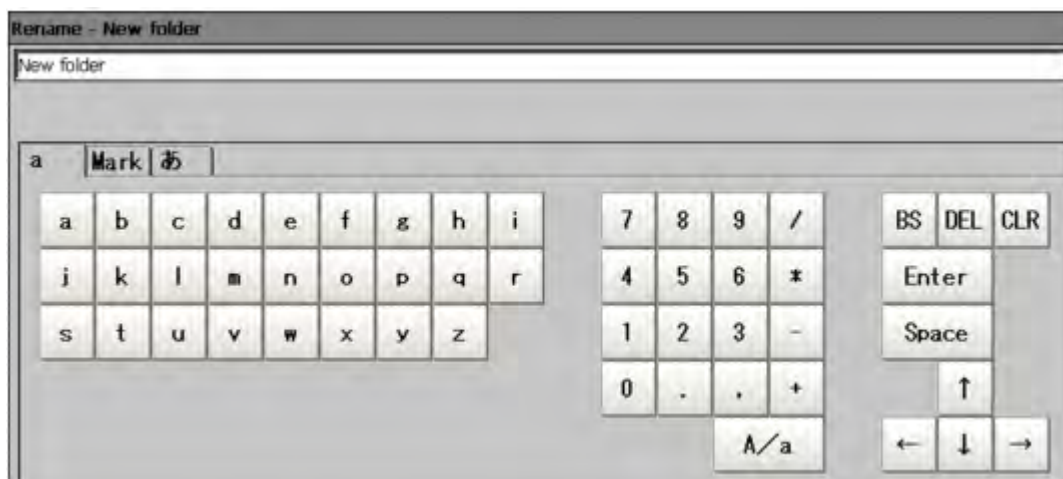 Rename - New folder
New folder
a Mark あ
a b c d e f g h i 7 8 9 / BS DEL CLR
j k l m n o p q r 4 5 6 * Enter
s t u v w x y z 1 2 3 - Space
0 . , + ↑
A/a ← ↓ →